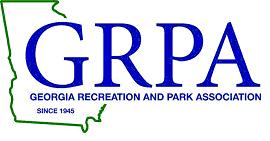 GRPA
GEORGIA RECREATION AND PARK ASSOCIATION
SINCE 1945